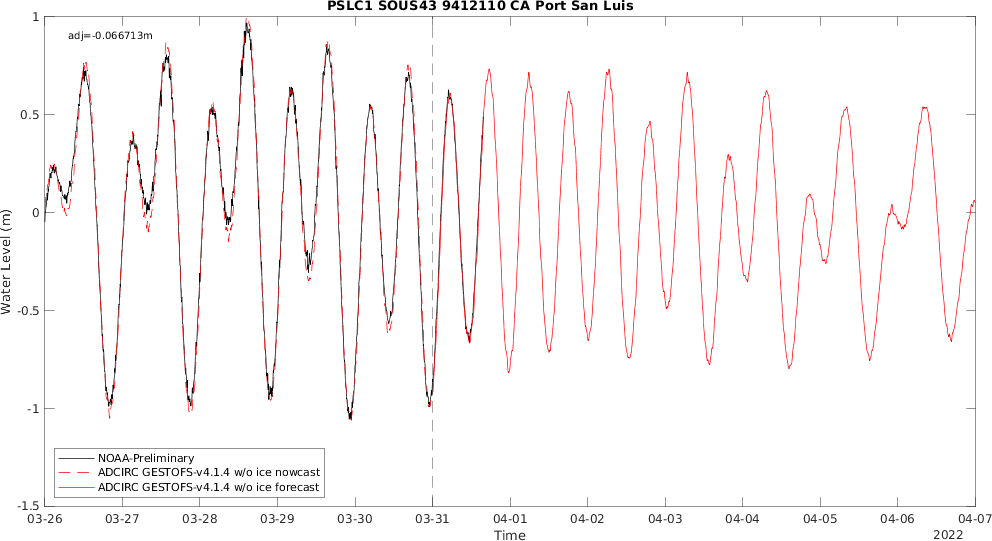 PSLC1 SOUS43 9412110 CA Port San Luis
adj=-0.066713m
1
0.5
0
-0.5
-1
-1.5
Water Level (m)
NOAA-Preliminary
ADCIRC GESTOFS-v4.1.4 w/o ice nowcast
ADCIRC GESTOFS-v4.1.4 w/o ice forecast
03-26 03-27 03-28 03-29 03-30 03-31 04-01 04-02 04-03 04-04 04-05 04-06 04-07
Time
2022